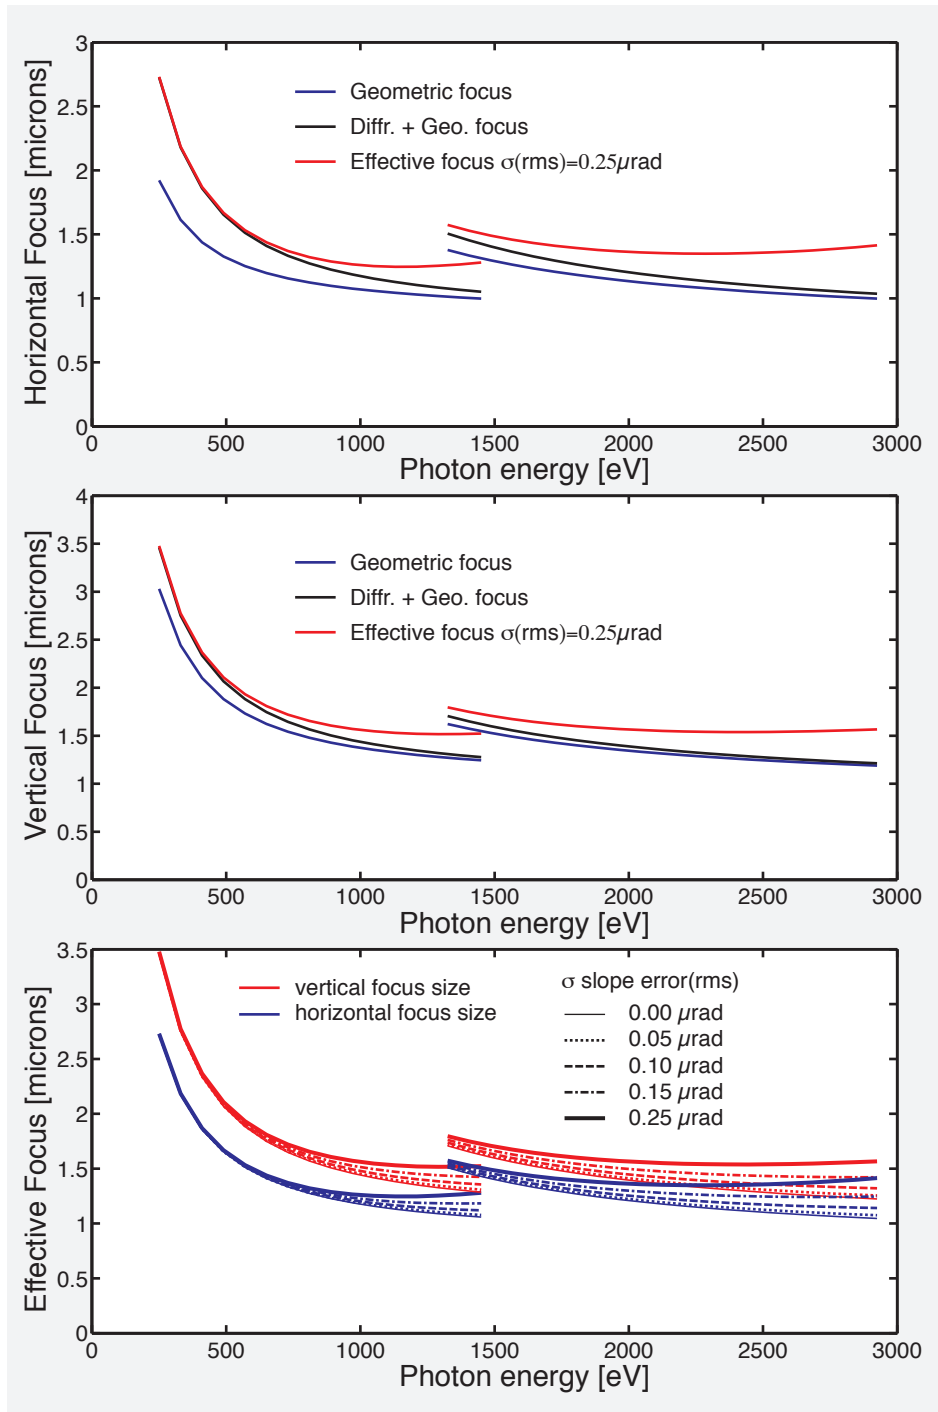 3
2.5
2
1.5
1
0.5
0
Horizontal Focus [microns]
Geometric focus
Diffr. + Geo. focus
Effective focus σ(rms)=0.25μrad
0 500 1000 1500 2000 2500 3000
Photon energy [eV]
4
3.5
3
2.5
2
1.5
1
0.5
0
Vertical Focus [microns]
Geometric focus
Diffr. + Geo. focus
Effective focus σ(rms)=0.25μrad
0 500 1000 1500 2000 2500 3000
Photon energy [eV]
3.5
3
2.5
2
1.5
1
0.5
0
Effective Focus [microns]
vertical focus size
horizontal focus size
σ slope error(rms)
0.00 μrad
0.05 μrad
0.10 μrad
0.15 μrad
0.25 μrad
0 500 1000 1500 2000 2500 3000
Photon energy [eV]